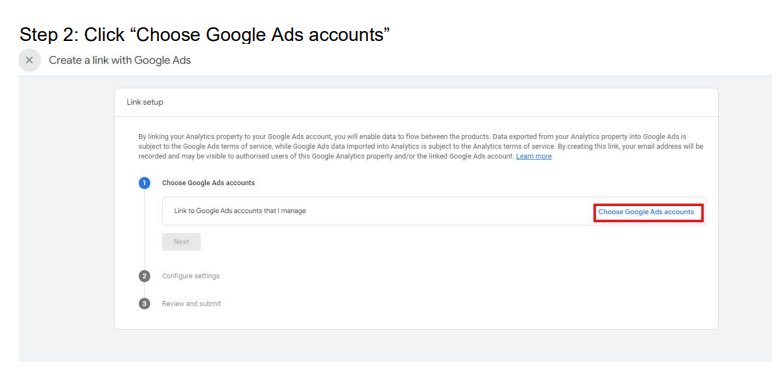 Step 2: Click “Choose Google Ads accounts”
× Create a link with Google Ads
Link setup
By linking your Analytics property to your Google Ads account, you will enable data to flow between the products. Data exported from your Analytics property into Google Ads is
subject to the Google Ads terms of service, while Google Ads data imported into Analytics is subject to the Analytics terms of service. By creating this link, your email address will be
recorded and may be visible to authorised users of this Google Analytics property and/or the linked Google Ads account. Learn more
1 Choose Google Ads accounts
Link to Google Ads accounts that I manage Choose Google Ads accounts
Next
2 Configure settings
3 Review and submit